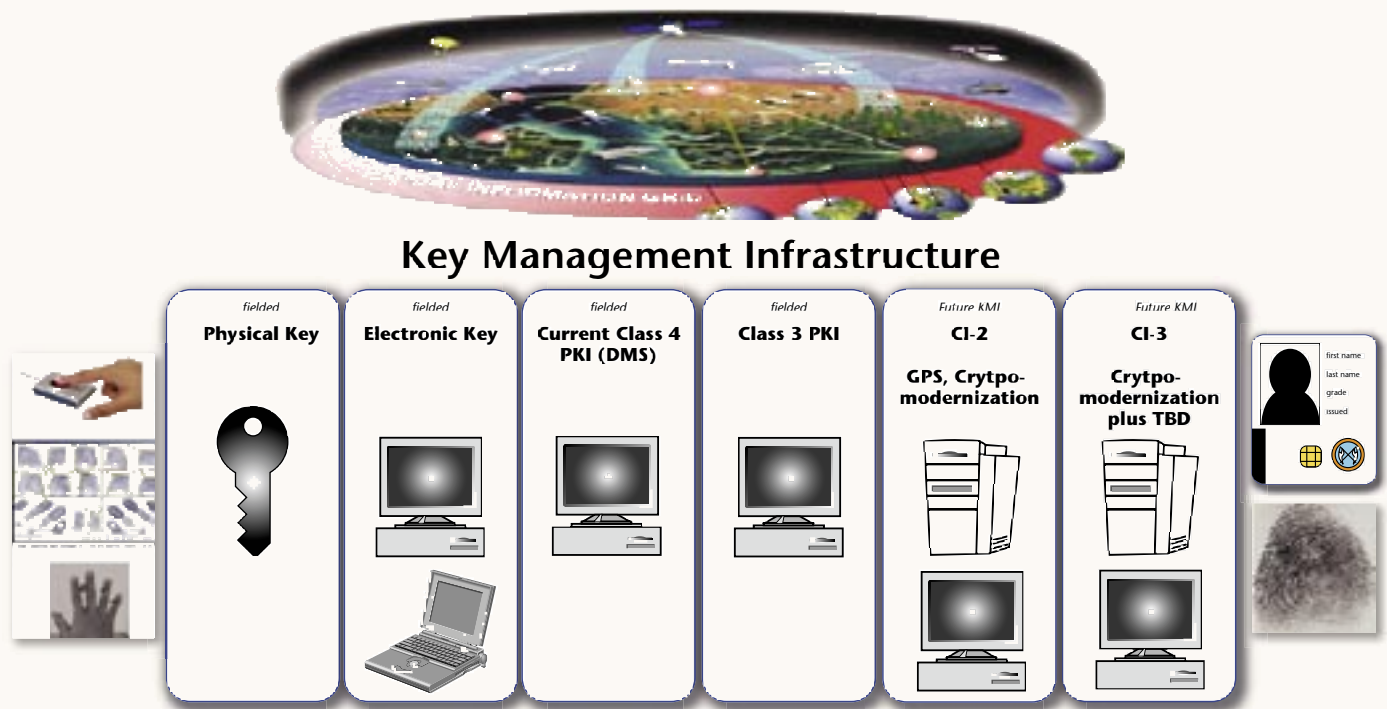 Key Management Infrastructure
fielded
Physical Key
fielded
Electronic Key
fielded
Current Class 4
PKI (DMS)
fielded
Class 3 PKI
Future KMI
CI-2
GPS, Crytpo-
modernization
Future KMI
CI-3
Crytpo-
modernization
plus TBD
first name
last name
grade
issued